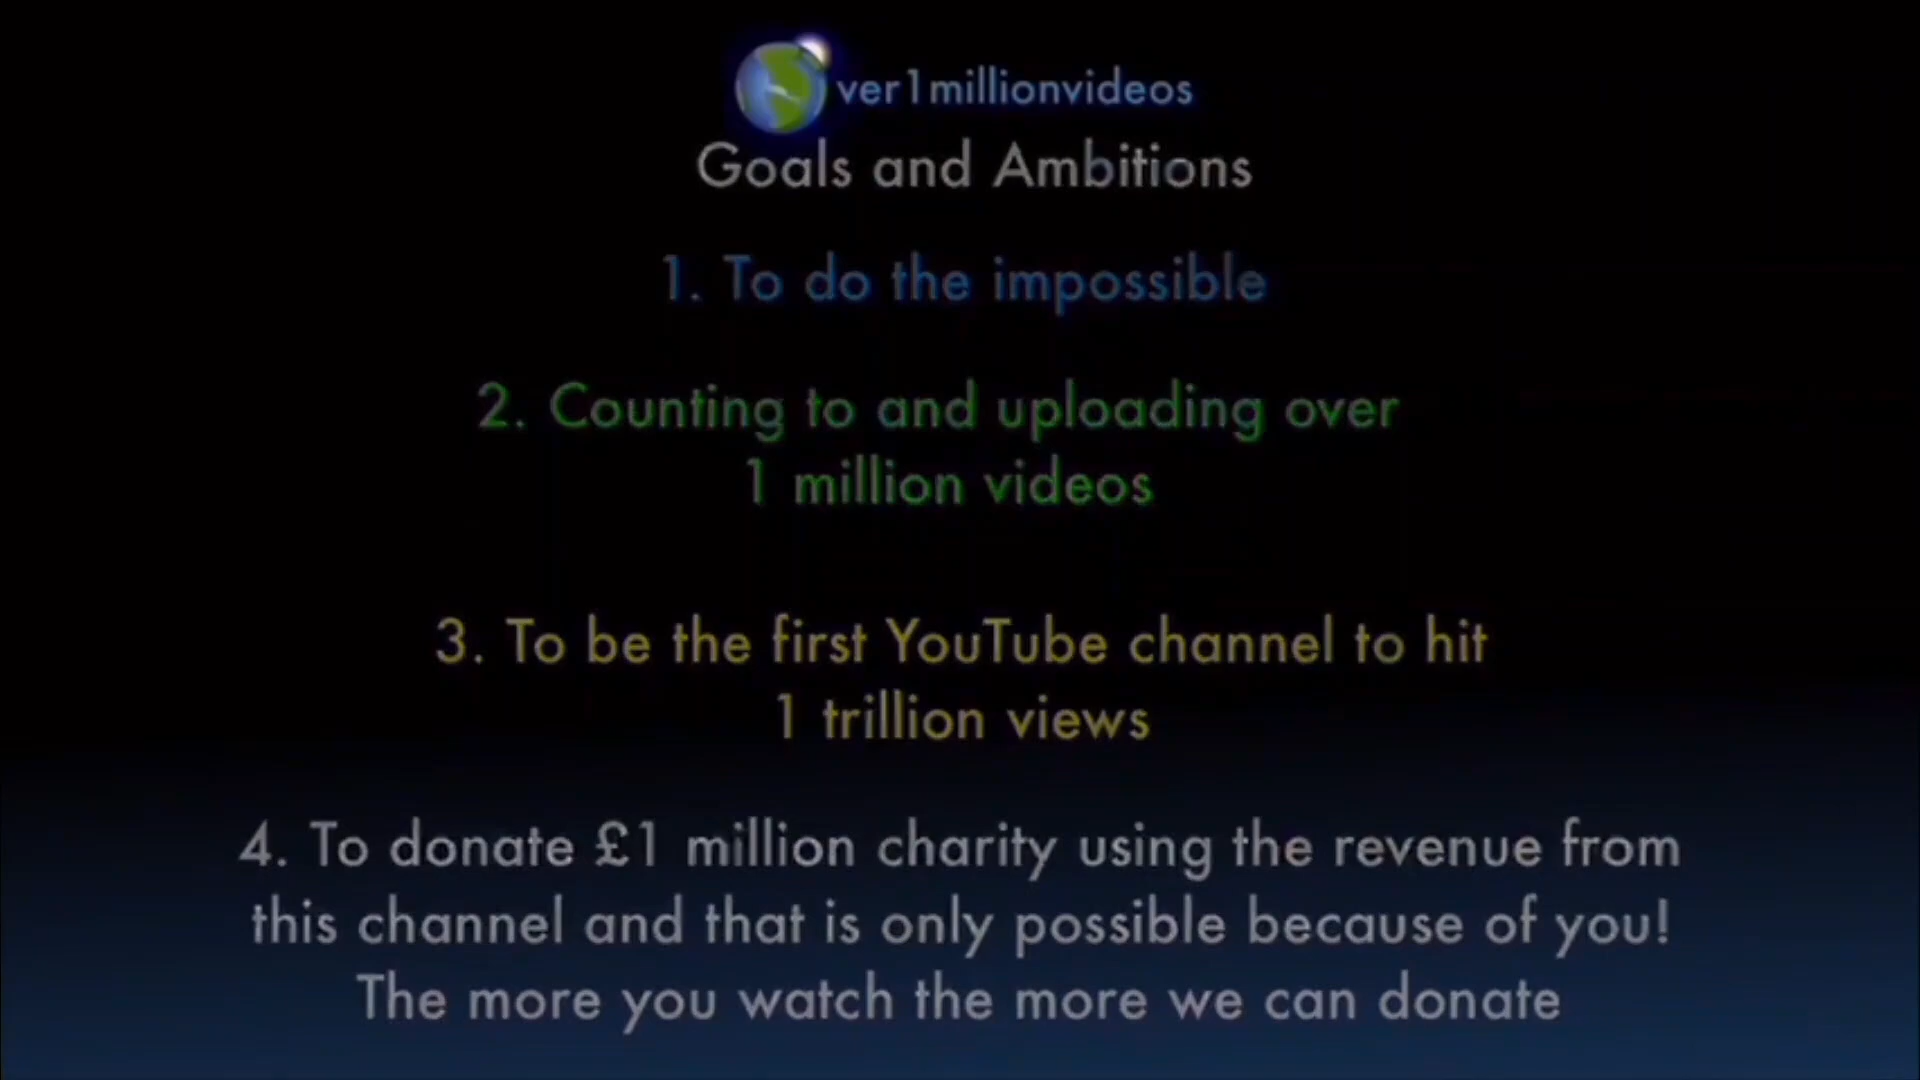 ver1millionvideos
Goals and Ambitions
1. To do the impossible
2. Counting to and uploading over
1 million videos
3. To be the first YouTube channel to hit
1 trillion views
4. To donate £1 million charity using the revenue from
this channel and that is only possible because of you!
The more you watch the more we can donate